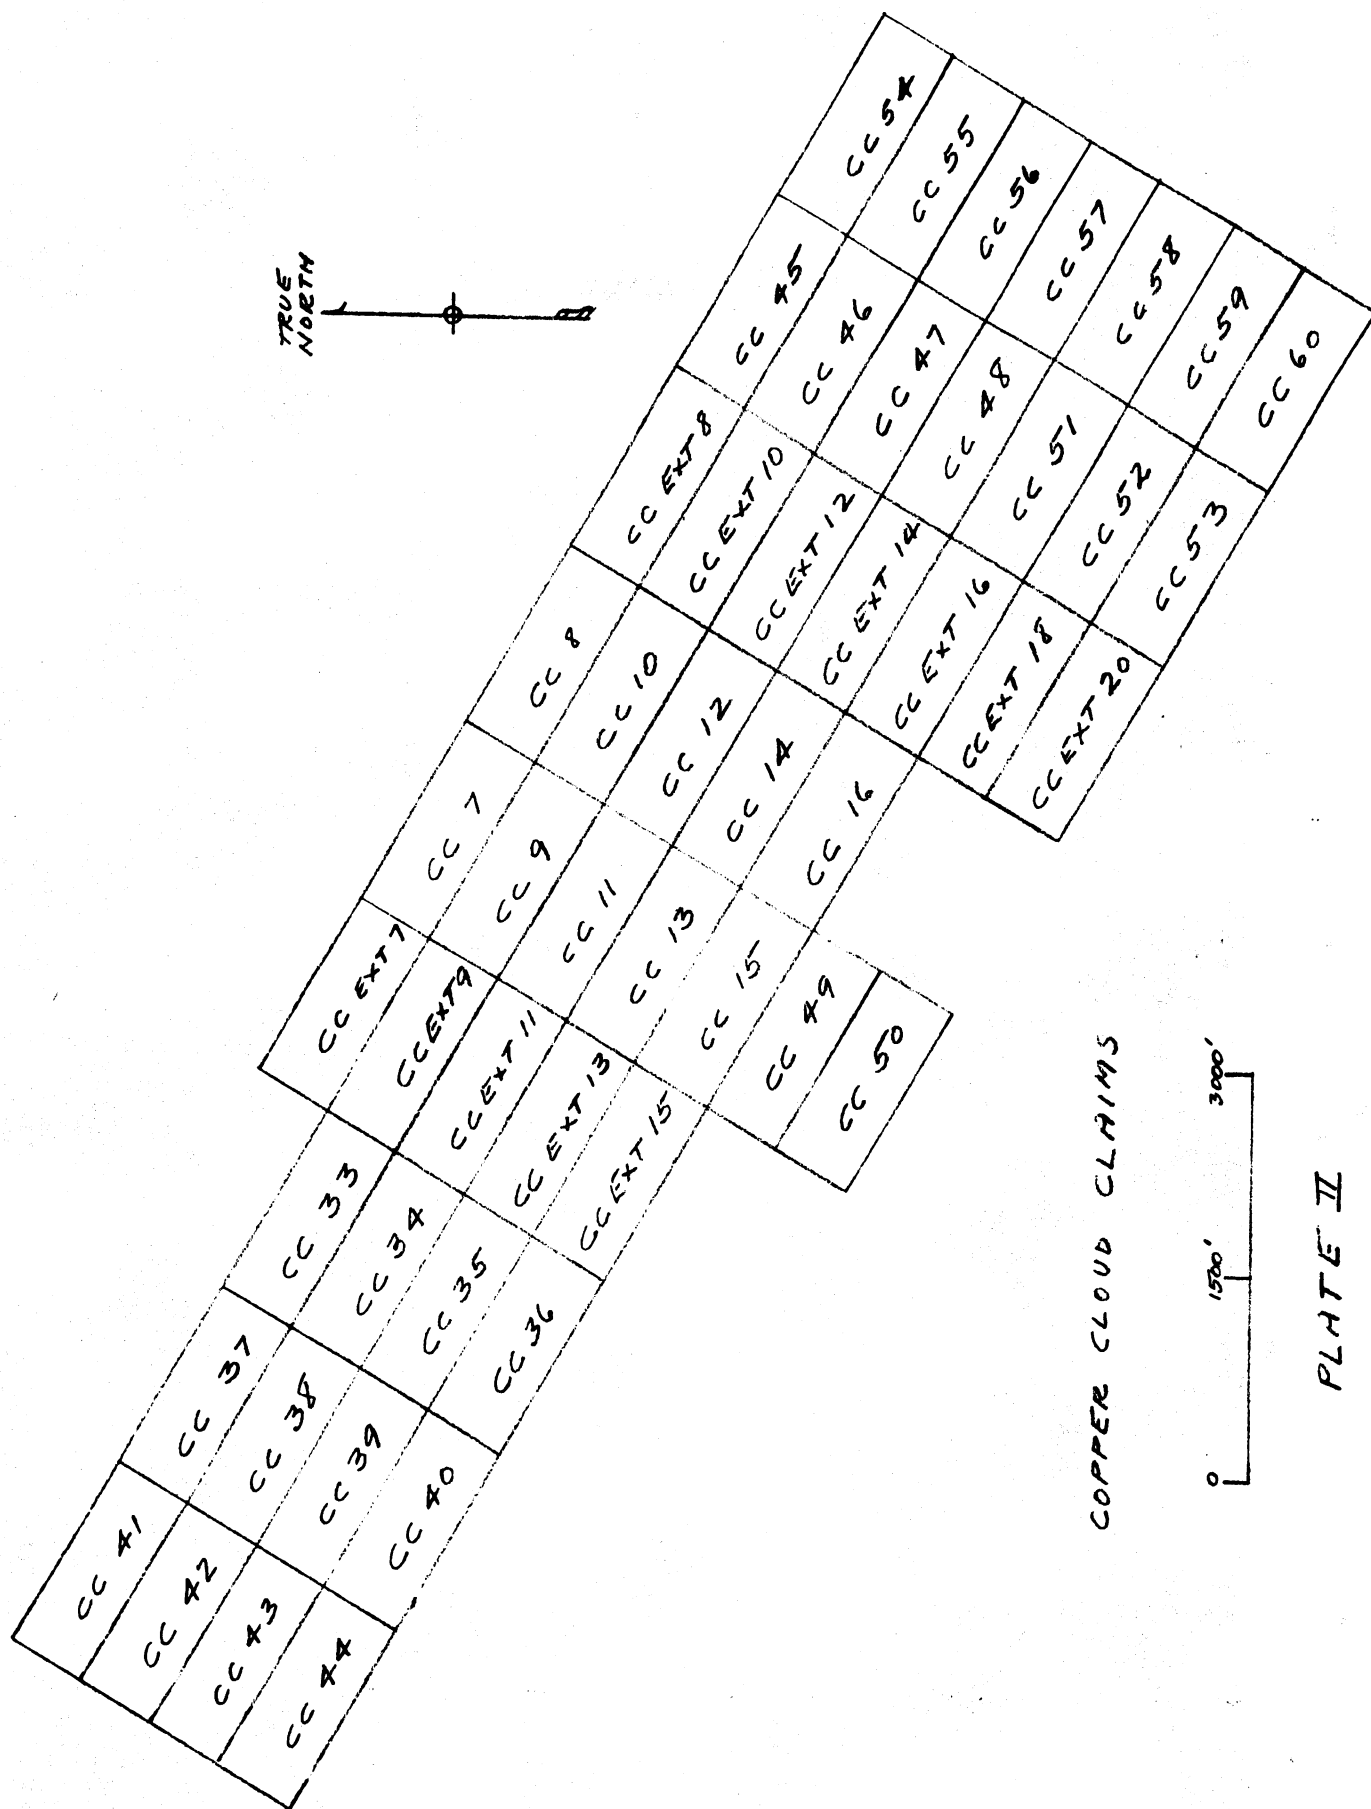 TRUE
NORTH
CC 54
CC 55
CC 56
CC 57
CC 58
CC 59
CC 60
CC 45
CC 46
CC 47
CC 48
CC 51
CC 52
CC 53
CC EXT 8
CC EXT 10
CC EXT 12
CC EXT 14
CC EXT 16
CC EXT 18
CC EXT 20
CC 8
CC 10
CC 12
CC 14
CC 16
CC 7
CC 9
CC 11
CC 13
CC 15
CC 49
CC 50
CC EXT 7
CC EXT 9
CC EXT 11
CC EXT 13
CC EXT 15
CC 33
CC 34
CC 35
CC 36
CC 37
CC 38
CC 39
CC 40
CC 41
CC 42
CC 43
CC 44
COPPER CLOUD CLAIMS
0 1500' 3000'
PLATE II